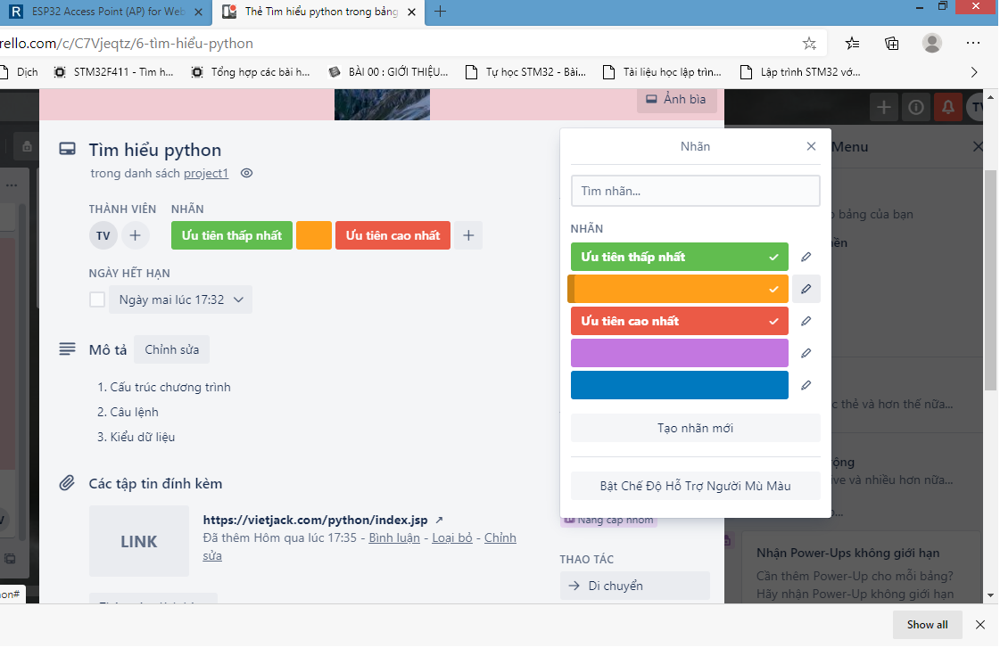 ESP32 Access Point (AP) for Web
Thẻ Tìm hiểu python trong bảng
rello.com/c/C7Vjeqtz/6-tìm-hiểu-python
Dịch
STM32F411 - Tìm h...
Tổng hợp các bài h...
BÀI 00 : GIỚI THIỆU...
Tự học STM32 - Bài...
Tài liệu học lập trìn...
Lập trình STM32 vớ...
Ảnh bìa
Tìm hiểu python
trong danh sách project1
THÀNH VIÊN
NHÃN
TV
Ưu tiên thấp nhất
Ưu tiên cao nhất
NGÀY HẾT HẠN
Ngày mai lúc 17:32
Mô tả
Chỉnh sửa
1. Cấu trúc chương trình
2. Câu lệnh
3. Kiểu dữ liệu
Các tập tin đính kèm
LINK
https://vietjack.com/python/index.jsp ↗
Đã thêm Hôm qua lúc 17:35 - Bình luận - Loại bỏ - Chỉnh
sửa
Nhãn
Tìm nhãn...
NHÃN
Ưu tiên thấp nhất
Ưu tiên cao nhất
Tạo nhãn mới
Bật Chế Độ Hỗ Trợ Người Mù Màu
Nâng cấp nhóm
THAO TÁC
Di chuyển
TV
Menu
bảng của bạn
thẻ và hơn thế nữa...
và nhiều hơn nữa...
Nhận Power-Ups không giới hạn
Cần thêm Power-Up cho mỗi bảng?
Hãy nhận Power-Up không giới hạn
hon#
Show all